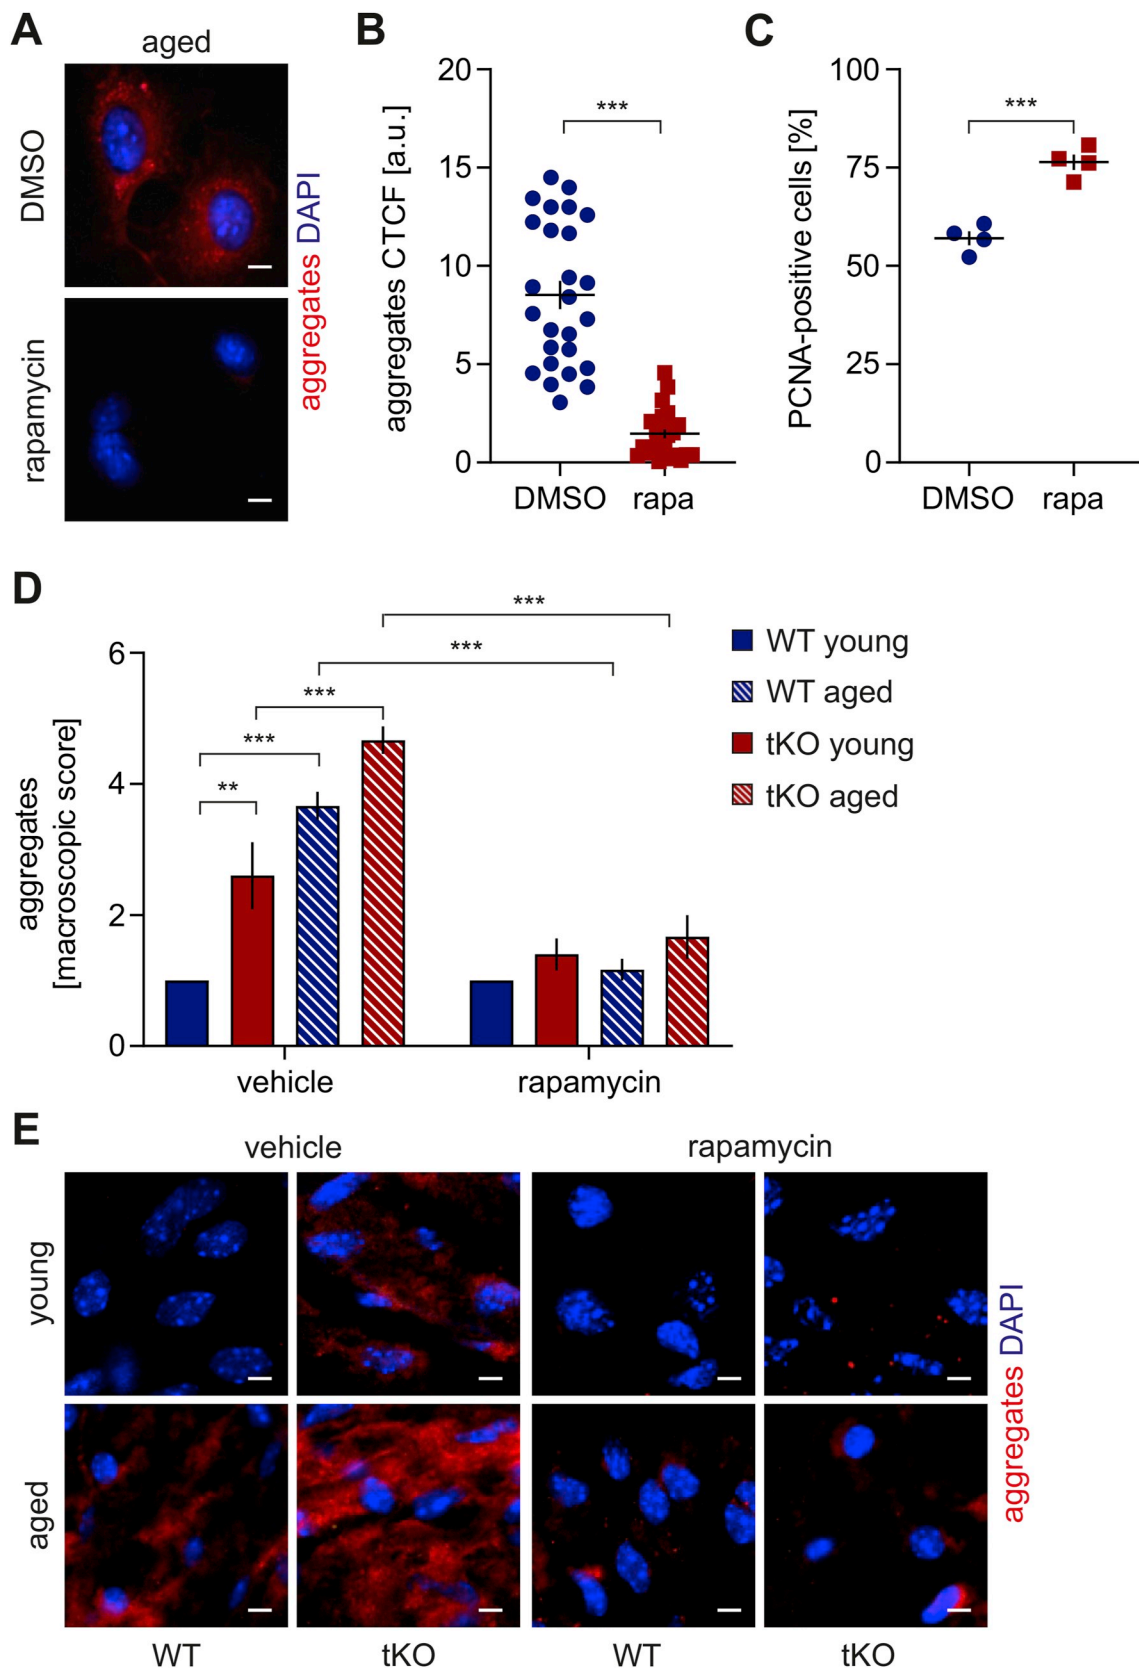 A
aged
DMSO
rapamycin
aggregates DAPI
B
aggregates CTCF [a.u.]
20
15
10
5
0
***
DMSO
rapa
C
PCNA-positive cells [%]
100
75
50
25
0
***
DMSO
rapa
D
aggregates
[macroscopic score]
6
4
2
0
***
***
***
***
**
vehicle
rapamycin
WT young
WT aged
tKO young
tKO aged
E
vehicle
rapamycin
young
aged
aggregates DAPI
WT
tKO
WT
tKO